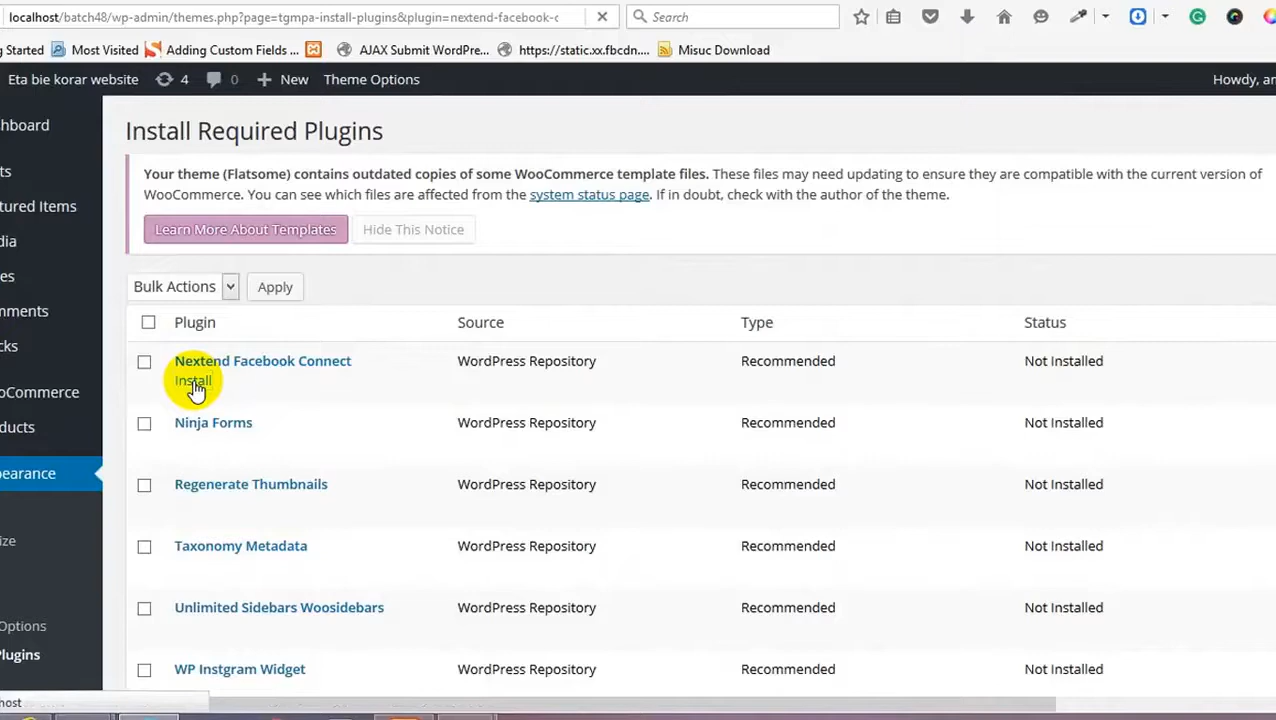 localhost/batch48/wp-admin/themes.php?page=tgmpa-install-plugins&plugin=nextend-facebook-c
Search
g Started Most Visited Adding Custom Fields ... AJAX Submit WordPre... https://static.xx.fbcdn.... Misuc Download
Eta bie korar website 4 0 New Theme Options Howdy, an
hboard
ts
tured Items
dia
es
mments
cks
oCommerce
ducts
pearance
ize
Options
Plugins
Install Required Plugins
Your theme (Flatsome) contains outdated copies of some WooCommerce template files. These files may need updating to ensure they are compatible with the current version of
WooCommerce. You can see which files are affected from the system status page. If in doubt, check with the author of the theme.
Learn More About Templates Hide This Notice
Bulk Actions Apply
Plugin Source Type Status
Nextend Facebook Connect WordPress Repository Recommended Not Installed
Install
Ninja Forms WordPress Repository Recommended Not Installed
Regenerate Thumbnails WordPress Repository Recommended Not Installed
Taxonomy Metadata WordPress Repository Recommended Not Installed
Unlimited Sidebars Woosidebars WordPress Repository Recommended Not Installed
WP Instgram Widget WordPress Repository Recommended Not Installed
host